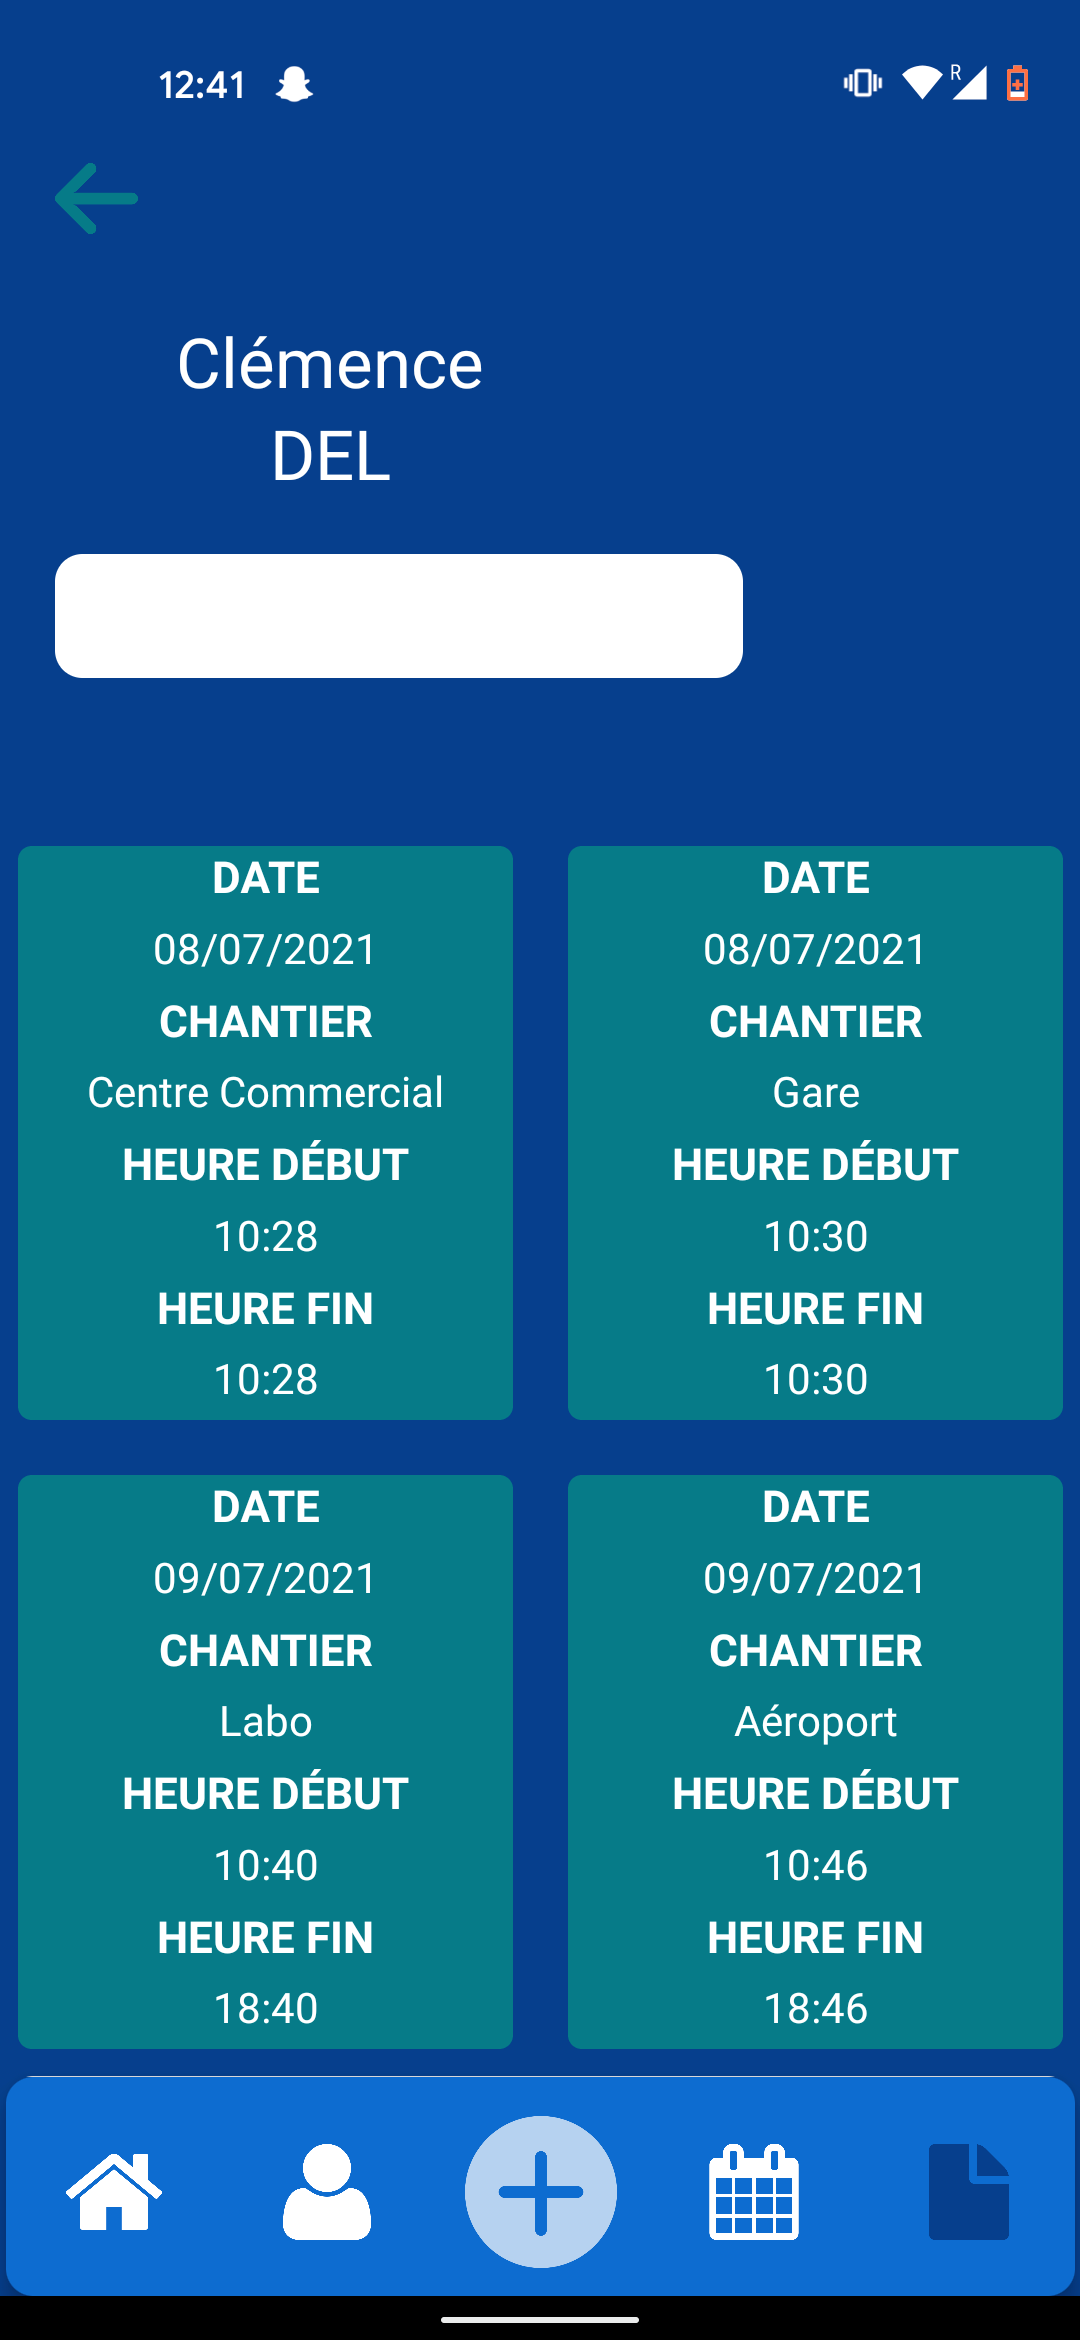 12:41
R
Clémence
DEL
DATE
08/07/2021
CHANTIER
Centre Commercial
HEURE DÉBUT
10:28
HEURE FIN
10:28
DATE
08/07/2021
CHANTIER
Gare
HEURE DÉBUT
10:30
HEURE FIN
10:30
DATE
09/07/2021
CHANTIER
Labo
HEURE DÉBUT
10:40
HEURE FIN
18:40
DATE
09/07/2021
CHANTIER
Aéroport
HEURE DÉBUT
10:46
HEURE FIN
18:46